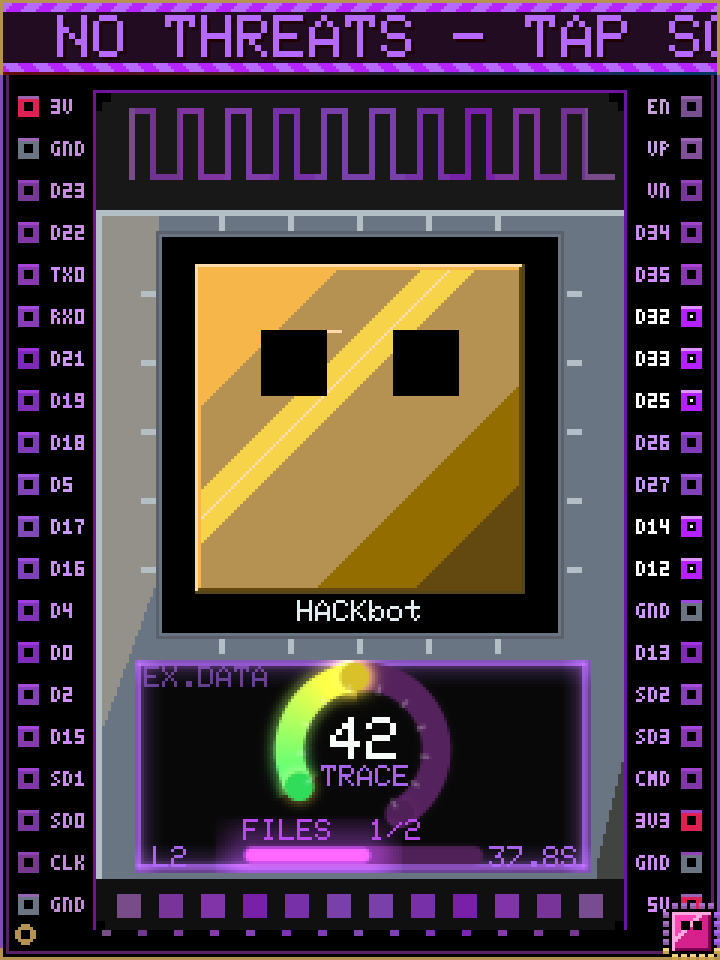 NO THREATS - TAP SC
3V
GND
D23
D22
TX0
RX0
D21
D19
D18
D5
D17
D16
D4
D0
D2
D15
SD1
SD0
CLK
GND
EN
VP
VN
D34
D35
D32
D33
D25
D26
D27
D14
D12
GND
D13
SD2
SD3
CMD
3V3
GND
5V
HACKbot
EX.DATA
42
TRACE
FILES 1/2
L2 37.8S